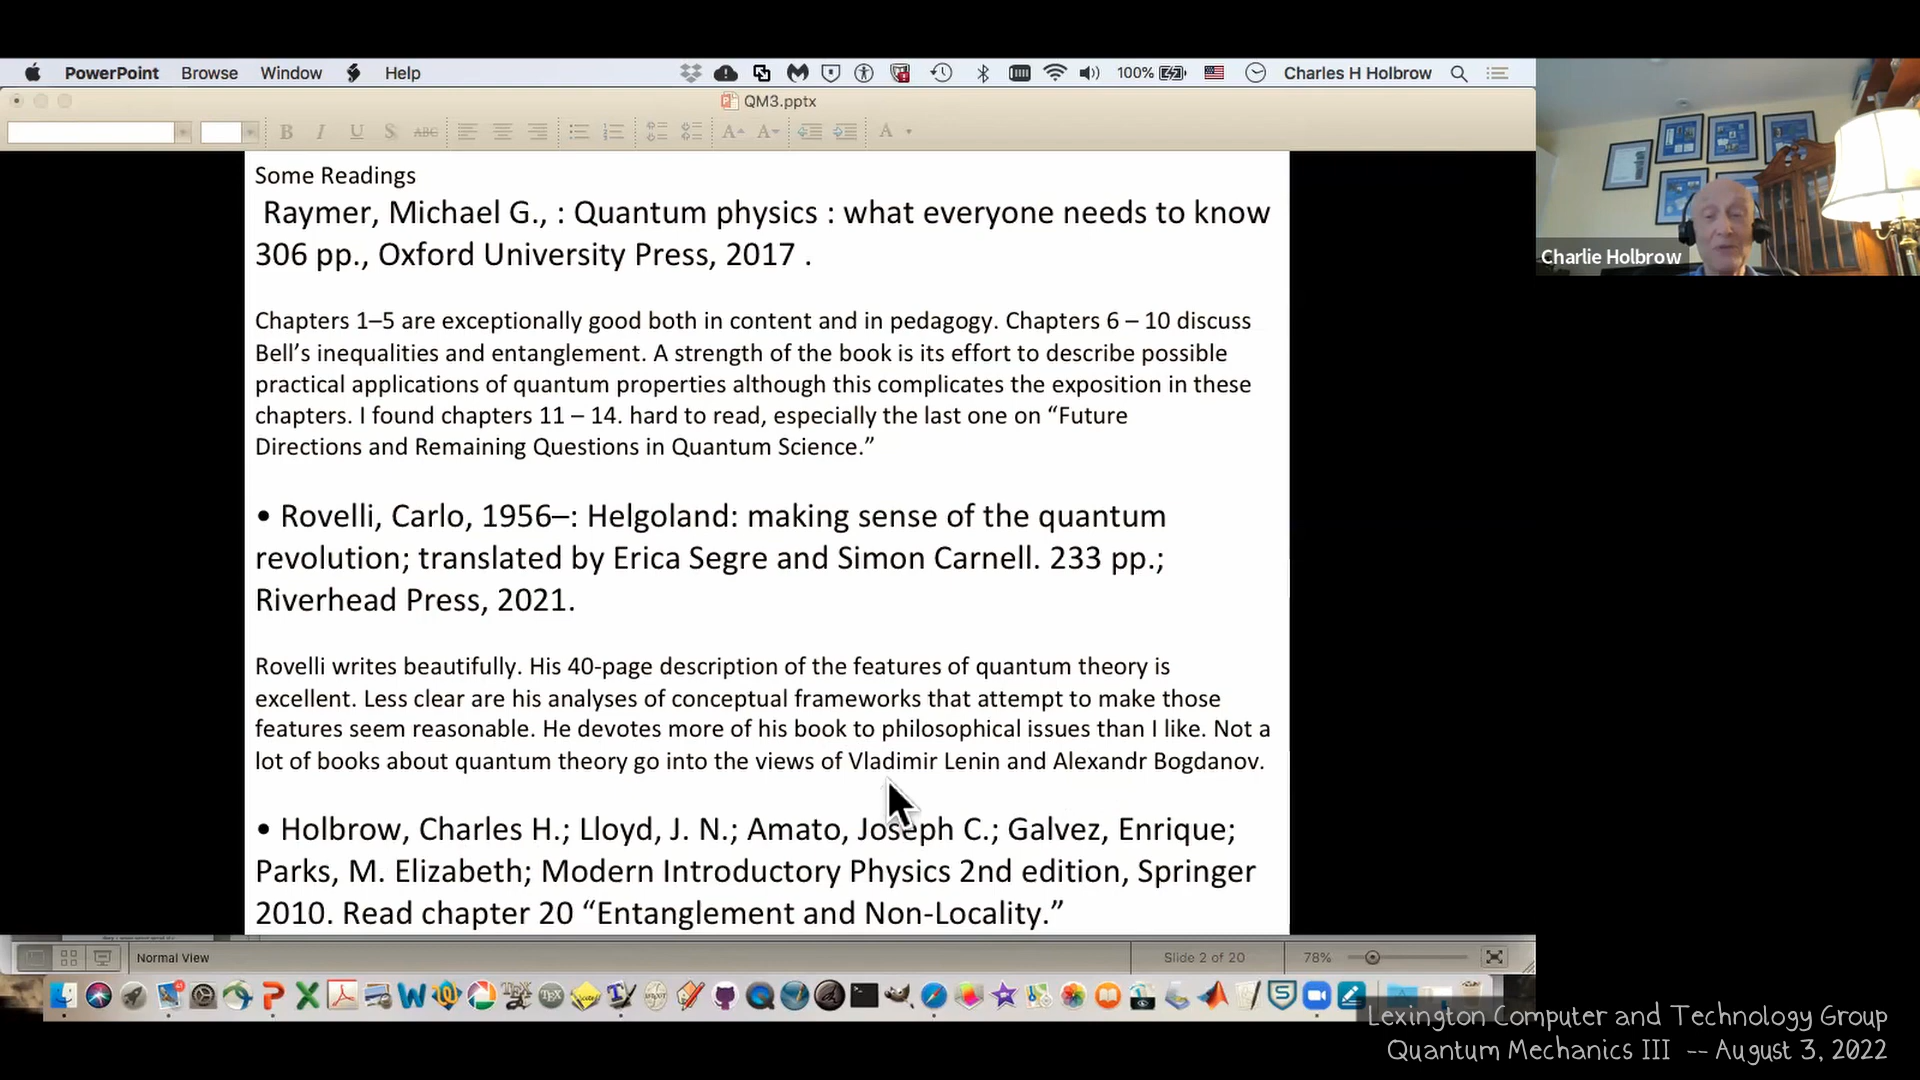 PowerPoint Browse Window Help 100% Charles H Holbrow
QM3.pptx
B I U S ABC A A A
Some Readings
Raymer, Michael G., : Quantum physics : what everyone needs to know
306 pp., Oxford University Press, 2017 .
Chapters 1–5 are exceptionally good both in content and in pedagogy. Chapters 6 – 10 discuss
Bell’s inequalities and entanglement. A strength of the book is its effort to describe possible
practical applications of quantum properties although this complicates the exposition in these
chapters. I found chapters 11 – 14. hard to read, especially the last one on “Future
Directions and Remaining Questions in Quantum Science.”
• Rovelli, Carlo, 1956–: Helgoland: making sense of the quantum
revolution; translated by Erica Segre and Simon Carnell. 233 pp.;
Riverhead Press, 2021.
Rovelli writes beautifully. His 40-page description of the features of quantum theory is
excellent. Less clear are his analyses of conceptual frameworks that attempt to make those
features seem reasonable. He devotes more of his book to philosophical issues than I like. Not a
lot of books about quantum theory go into the views of Vladimir Lenin and Alexandr Bogdanov.
• Holbrow, Charles H.; Lloyd, J. N.; Amato, Joseph C.; Galvez, Enrique;
Parks, M. Elizabeth; Modern Introductory Physics 2nd edition, Springer
2010. Read chapter 20 “Entanglement and Non-Locality.”
Charlie Holbrow
Normal View Slide 2 of 20 78%
Lexington Computer and Technology Group
Quantum Mechanics III -- August 3, 2022